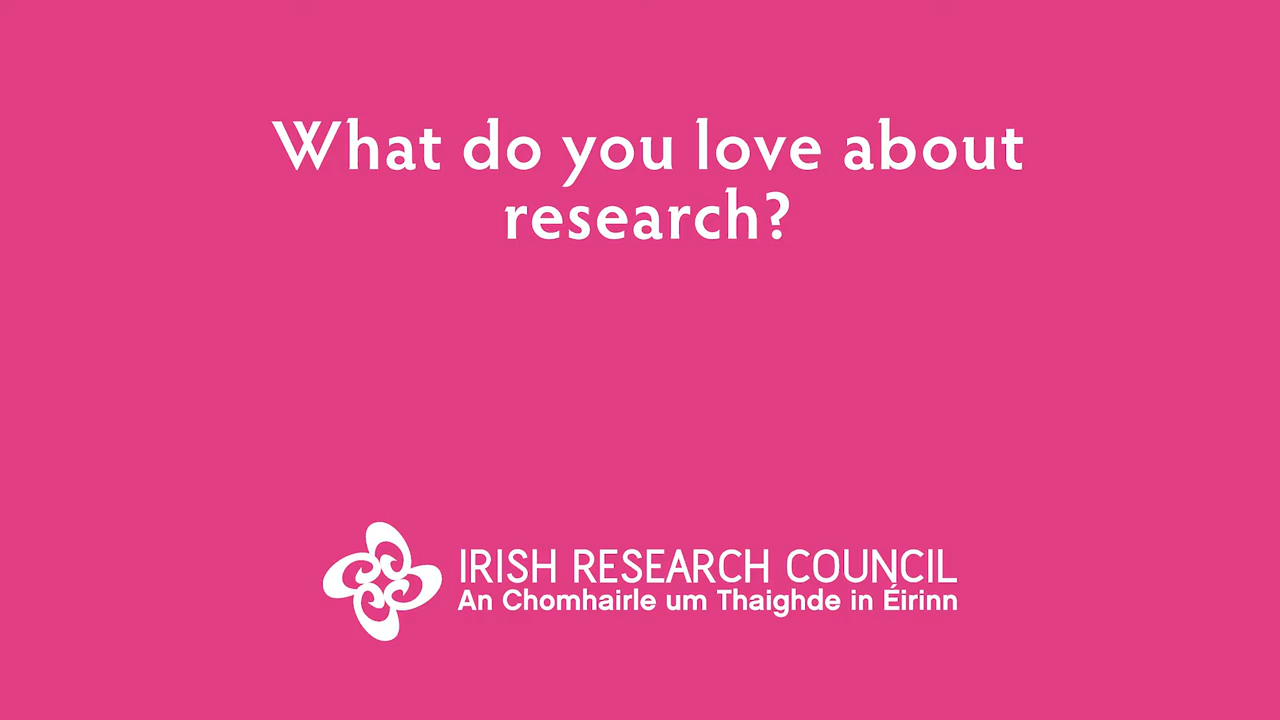 What do you love about
research?
IRISH RESEARCH COUNCIL
An Chomhairle um Thaighde in Éirinn